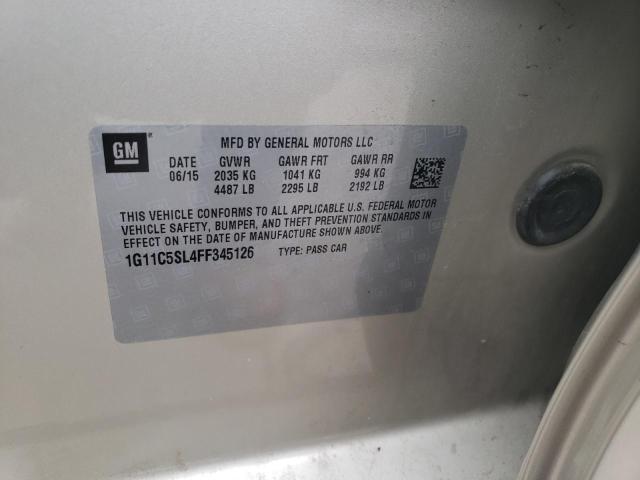 GM
MFD BY GENERAL MOTORS LLC
DATE GVWR GAWR FRT GAWR RR
06/15 2035 KG 1041 KG 994 KG
4487 LB 2295 LB 2192 LB
THIS VEHICLE CONFORMS TO ALL APPLICABLE U.S. FEDERAL MOTOR
VEHICLE SAFETY, BUMPER, AND THEFT PREVENTION STANDARDS IN
EFFECT ON THE DATE OF MANUFACTURE SHOWN ABOVE.
1G11C5SL4FF345126 TYPE: PASS CAR